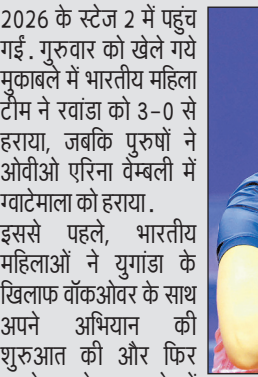 2026 के स्टेज 2 में पहुंच
गईं. गुरुवार को खेले गये
मुकाबले में भारतीय महिला
टीम ने रवांडा को 3-0 से
हराया, जबकि पुरुषों ने
ओवीओ एरिना वेम्बली में
ग्वाटेमाला को हराया.
इससे पहले, भारतीय
महिलाओं ने युगांडा के
खिलाफ वॉकओवर के साथ
अपने अभियान की
शुरुआत की और फिर